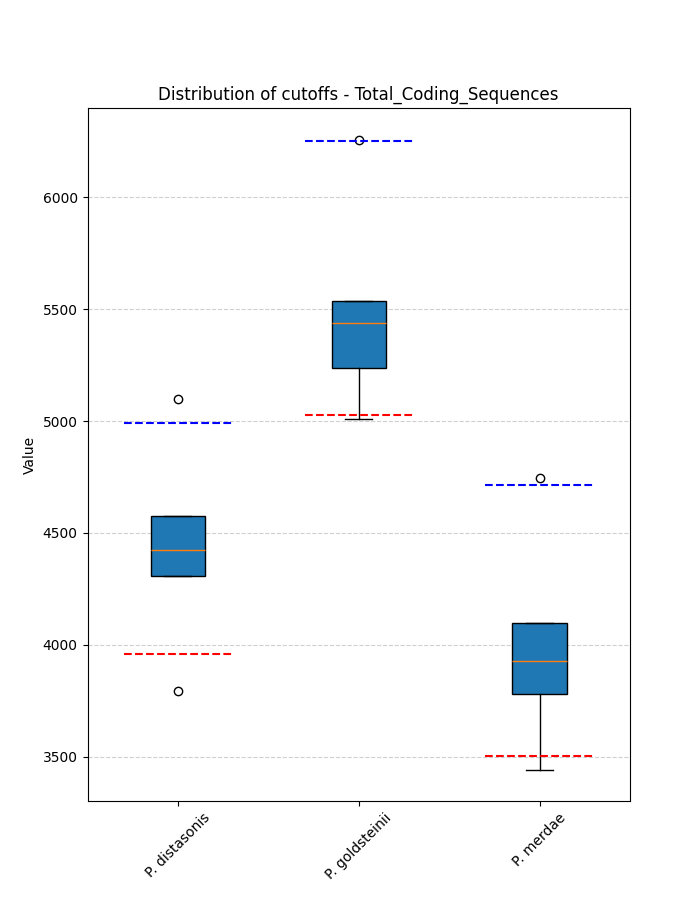 Distribution of cutoffs - Total_Coding_Sequences
Value
6000
5500
5000
4500
4000
3500
P. distasonis
P. goldsteinii
P. merdae